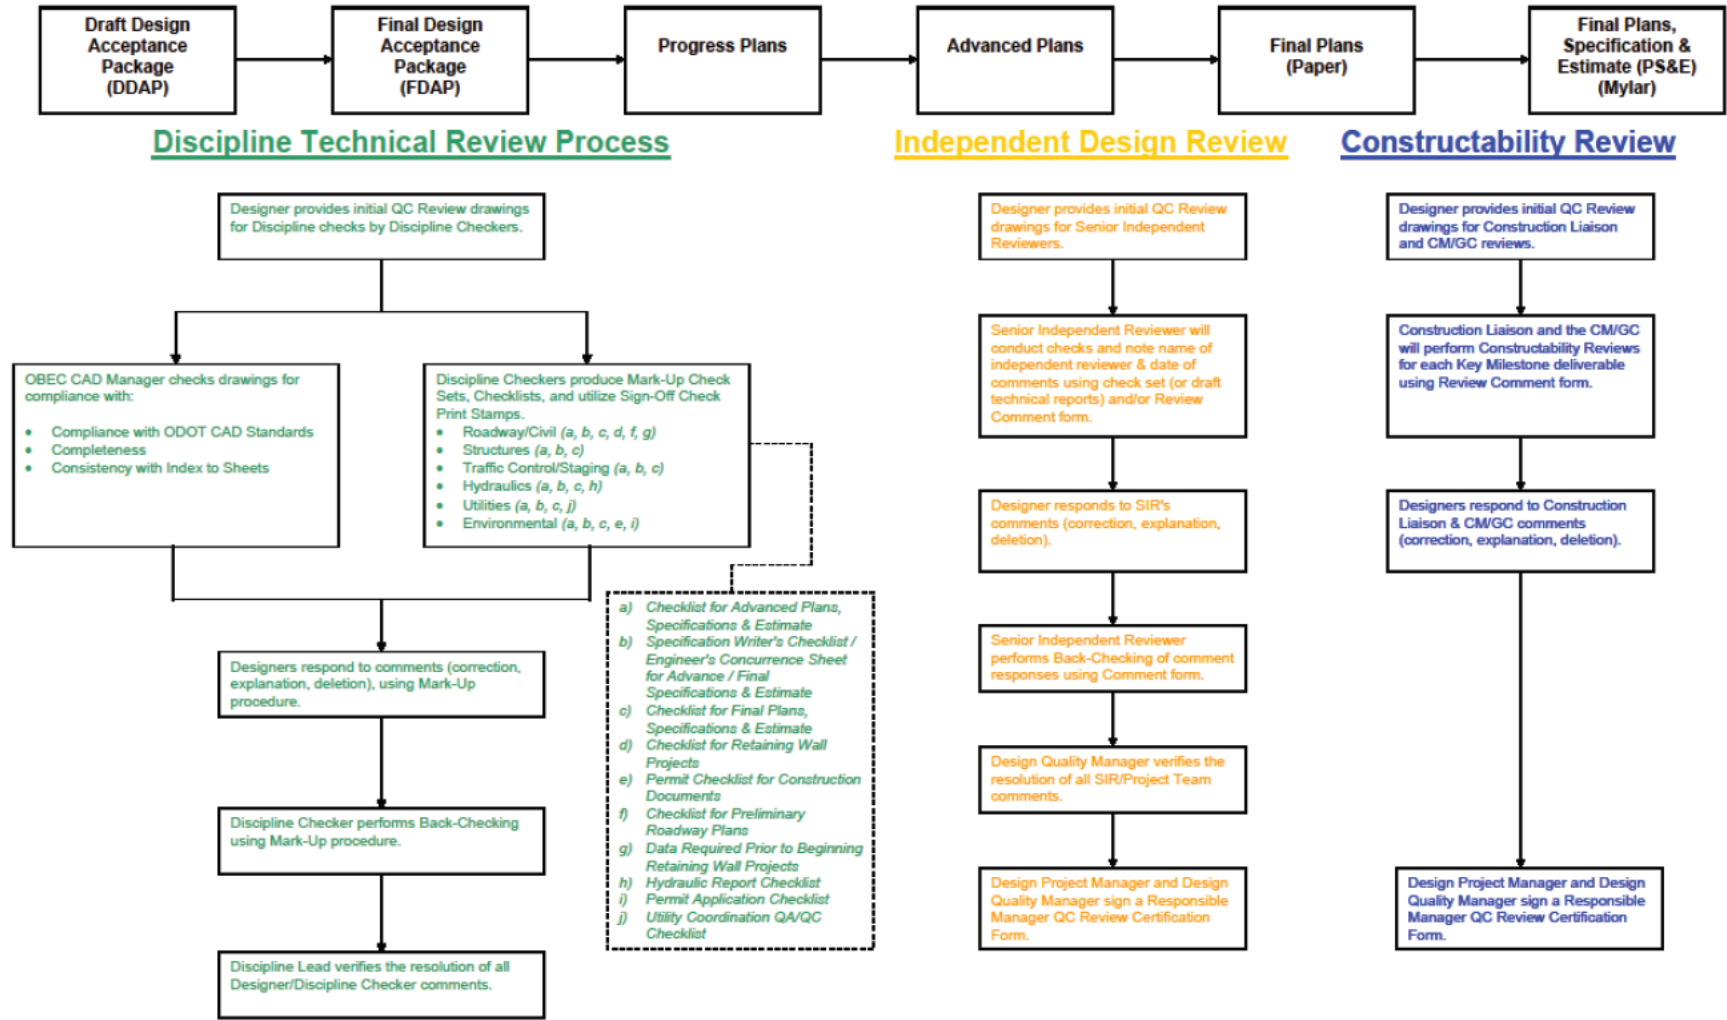 Draft Design
Acceptance
Package
(DDAP)
Final Design
Acceptance
Package
(FDAP)
Progress Plans
Advanced Plans
Final Plans
(Paper)
Final Plans,
Specification &
Estimate (PS&E)
(Mylar)
Discipline Technical Review Process
Designer provides initial QC Review drawings
for Discipline checks by Discipline Checkers.
OBEC CAD Manager checks drawings for
compliance with:
• Compliance with ODOT CAD Standards
• Completeness
• Consistency with Index to Sheets
Discipline Checkers produce Mark-Up Check
Sets, Checklists, and utilize Sign-Off Check
Print Stamps.
• Roadway/Civil (a, b, c, d, f, g)
• Structures (a, b, c)
• Traffic Control/Staging (a, b, c)
• Hydraulics (a, b, c, h)
• Utilities (a, b, c, j)
• Environmental (a, b, c, e, i)
a) Checklist for Advanced Plans,
Specifications & Estimate
b) Specification Writer's Checklist /
Engineer's Concurrence Sheet
for Advance / Final
Specifications & Estimate
c) Checklist for Final Plans,
Specifications & Estimate
d) Checklist for Retaining Wall
Projects
e) Permit Checklist for Construction
Documents
f) Checklist for Preliminary
Roadway Plans
g) Data Required Prior to Beginning
Retaining Wall Projects
h) Hydraulic Report Checklist
i) Permit Application Checklist
j) Utility Coordination QA/QC
Checklist
Designers respond to comments (correction,
explanation, deletion), using Mark-Up
procedure.
Discipline Checker performs Back-Checking
using Mark-Up procedure.
Discipline Lead verifies the resolution of all
Designer/Discipline Checker comments.
Independent Design Review
Designer provides initial QC Review
drawings for Senior Independent
Reviewers.
Senior Independent Reviewer will
conduct checks and note name of
independent reviewer & date of
comments using check set (or draft
technical reports) and/or Review
Comment form.
Designer responds to SIR's
comments (correction, explanation,
deletion).
Senior Independent Reviewer
performs Back-Checking of comment
responses using Comment form.
Design Quality Manager verifies the
resolution of all SIR/Project Team
comments.
Design Project Manager and Design
Quality Manager sign a Responsible
Manager QC Review Certification
Form.
Constructability Review
Designer provides initial QC Review
drawings for Construction Liaison
and CM/GC reviews.
Construction Liaison and the CM/GC
will perform Constructability Reviews
for each Key Milestone deliverable
using Review Comment form.
Designers respond to Construction
Liaison & CM/GC comments
(correction, explanation, deletion).
Design Project Manager and Design
Quality Manager sign a Responsible
Manager QC Review Certification
Form.